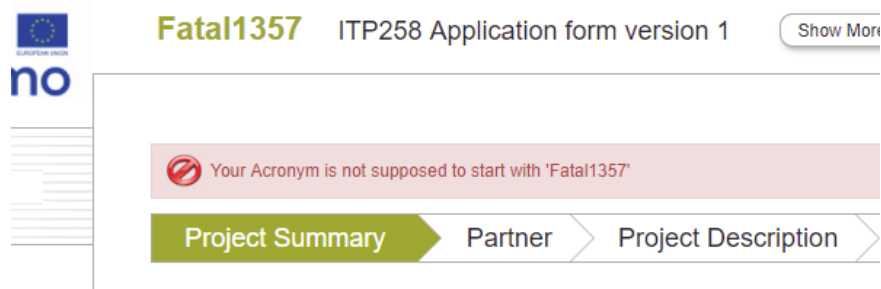 EUROPEAN UNION
mo
Fatal1357 ITP258 Application form version 1 Show More
Your Acronym is not supposed to start with 'Fatal1357'
Project Summary Partner Project Description